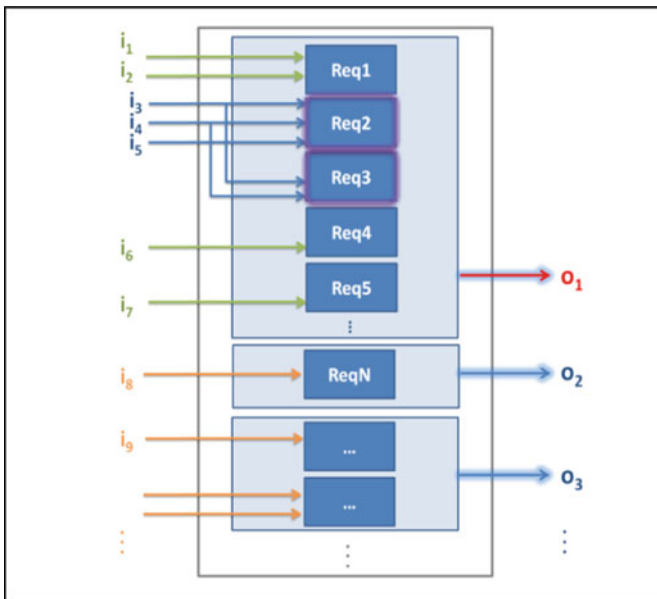 i1
i2
i3
i4
i5
i6
i7
i8
i9
⋮
Req1
Req2
Req3
Req4
Req5
⋮
ReqN
...
...
⋮
o1
o2
o3
⋮